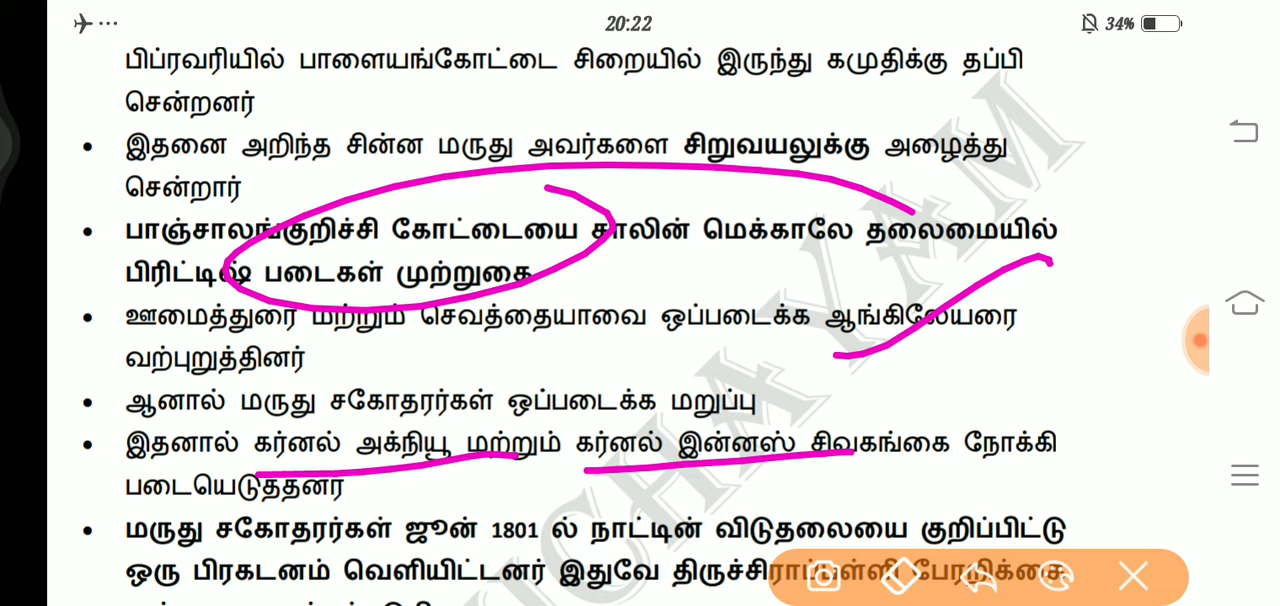 20:22
34%
பிப்ரவரியில் பாளையங்கோட்டை சிறையில் இருந்து கமுதிக்கு தப்பி
சென்றனர்
• இதனை அறிந்த சின்ன மருது அவர்களை சிறுவயலுக்கு அழைத்து
சென்றார்
• பாஞ்சாலங்குறிச்சி கோட்டையை காலின் மெக்காலே தலைமையில்
பிரிட்டிஷ் படைகள் முற்றுகை
• ஊமைத்துரை மற்றும் செவத்தையாவை ஒப்படைக்க ஆங்கிலேயரை
வற்புறுத்தினர்
• ஆனால் மருது சகோதரர்கள் ஒப்படைக்க மறுப்பு
• இதனால் கர்னல் அக்நியூ மற்றும் கர்னல் இன்னஸ் சிவகங்கை நோக்கி
படையெடுத்தனர்
• மருது சகோதரர்கள் ஜூன் 1801 ல் நாட்டின் விடுதலையை குறிப்பிட்டு
ஒரு பிரகடனம் வெளியிட்டனர் இதுவே திருச்சிராப்பள்ளி பேரறிக்கை